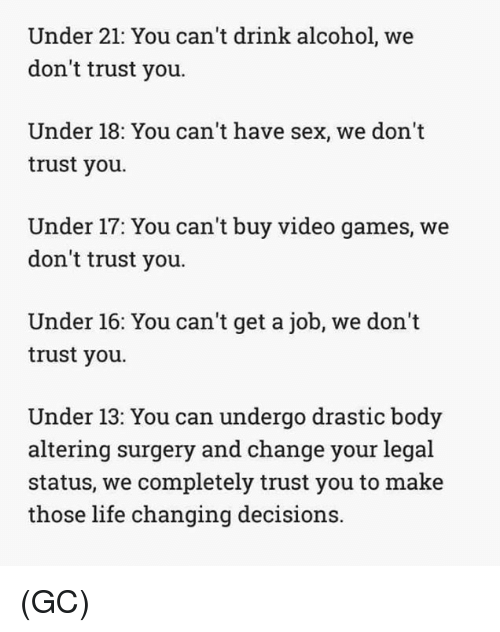 Under 21: You can't drink alcohol, we
don't trust you.
Under 18: You can't have sex, we don't
trust you.
Under 17: You can't buy video games, we
don't trust you.
Under 16: You can't get a job, we don't
trust you.
Under 13: You can undergo drastic body
altering surgery and change your legal
status, we completely trust you to make
those life changing decisions.
(GC)